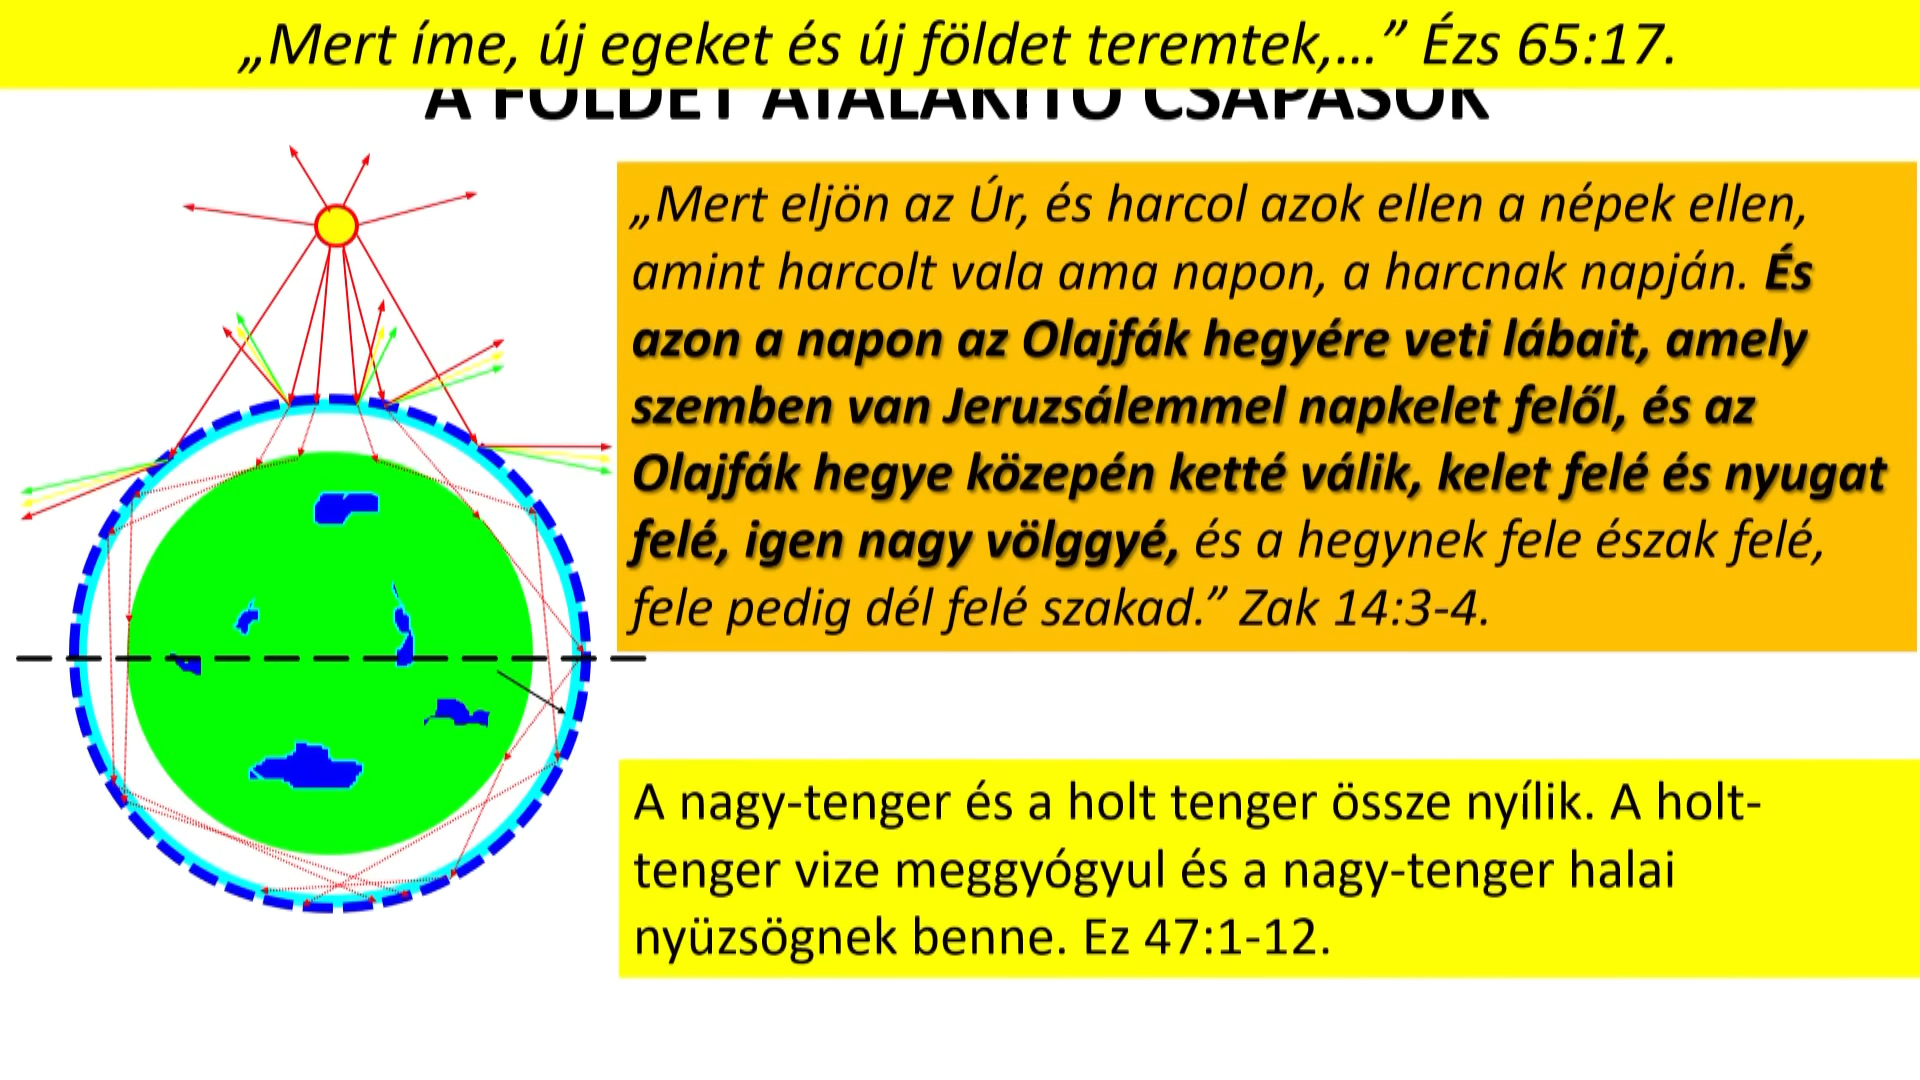 „Mert íme, új egeket és új földet teremtek,...” Ézs 65:17.
A FÖLDET ÁTALAKÍTÓ CSAPÁSOK
„Mert eljön az Úr, és harcol azok ellen a népek ellen,
amint harcolt vala ama napon, a harcnak napján. És
azon a napon az Olajfák hegyére veti lábait, amely
szemben van Jeruzsálemmel napkelet felől, és az
Olajfák hegye közepén ketté válik, kelet felé és nyugat
felé, igen nagy völggyé, és a hegynek fele észak felé,
fele pedig dél felé szakad.” Zak 14:3-4.
A nagy-tenger és a holt tenger össze nyílik. A holt-
tenger vize meggyógyul és a nagy-tenger halai
nyüzsögnek benne. Ez 47:1-12.